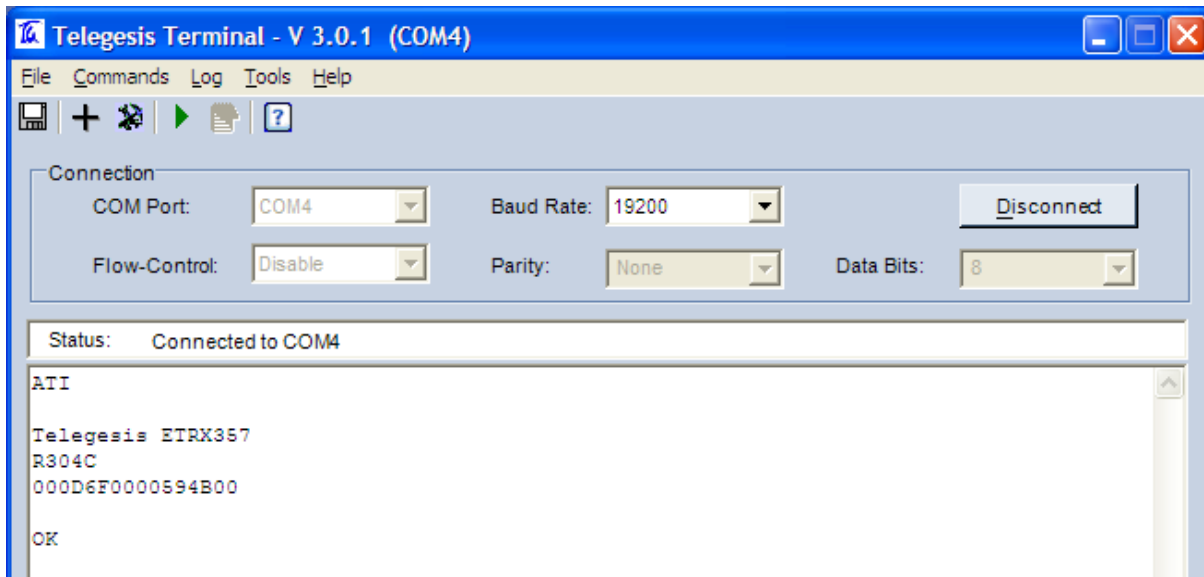 Telegesis Terminal - V 3.0.1 (COM4)
File Commands Log Tools Help
Connection
COM Port: COM4 Baud Rate: 19200 Disconnect
Flow-Control: Disable Parity: None Data Bits: 8
Status: Connected to COM4
ATI
Telegesis ETRX357
R304C
000D6F0000594B00
OK